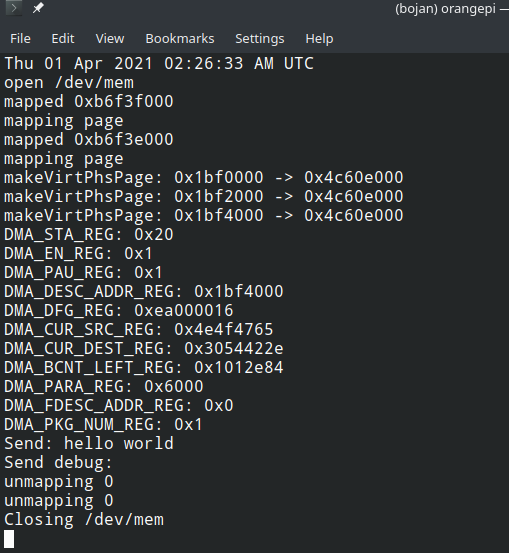 (bojan) orangepi —
File Edit View Bookmarks Settings Help
Thu 01 Apr 2021 02:26:33 AM UTC
open /dev/mem
mapped 0xb6f3f000
mapping page
mapped 0xb6f3e000
mapping page
makeVirtPhsPage: 0x1bf0000 -> 0x4c60e000
makeVirtPhsPage: 0x1bf2000 -> 0x4c60e000
makeVirtPhsPage: 0x1bf4000 -> 0x4c60e000
DMA_STA_REG: 0x20
DMA_EN_REG: 0x1
DMA_PAU_REG: 0x1
DMA_DESC_ADDR_REG: 0x1bf4000
DMA_DFG_REG: 0xea000016
DMA_CUR_SRC_REG: 0x4e4f4765
DMA_CUR_DEST_REG: 0x3054422e
DMA_BCNT_LEFT_REG: 0x1012e84
DMA_PARA_REG: 0x6000
DMA_FDESC_ADDR_REG: 0x0
DMA_PKG_NUM_REG: 0x1
Send: hello world
Send debug:
unmapping 0
unmapping 0
Closing /dev/mem